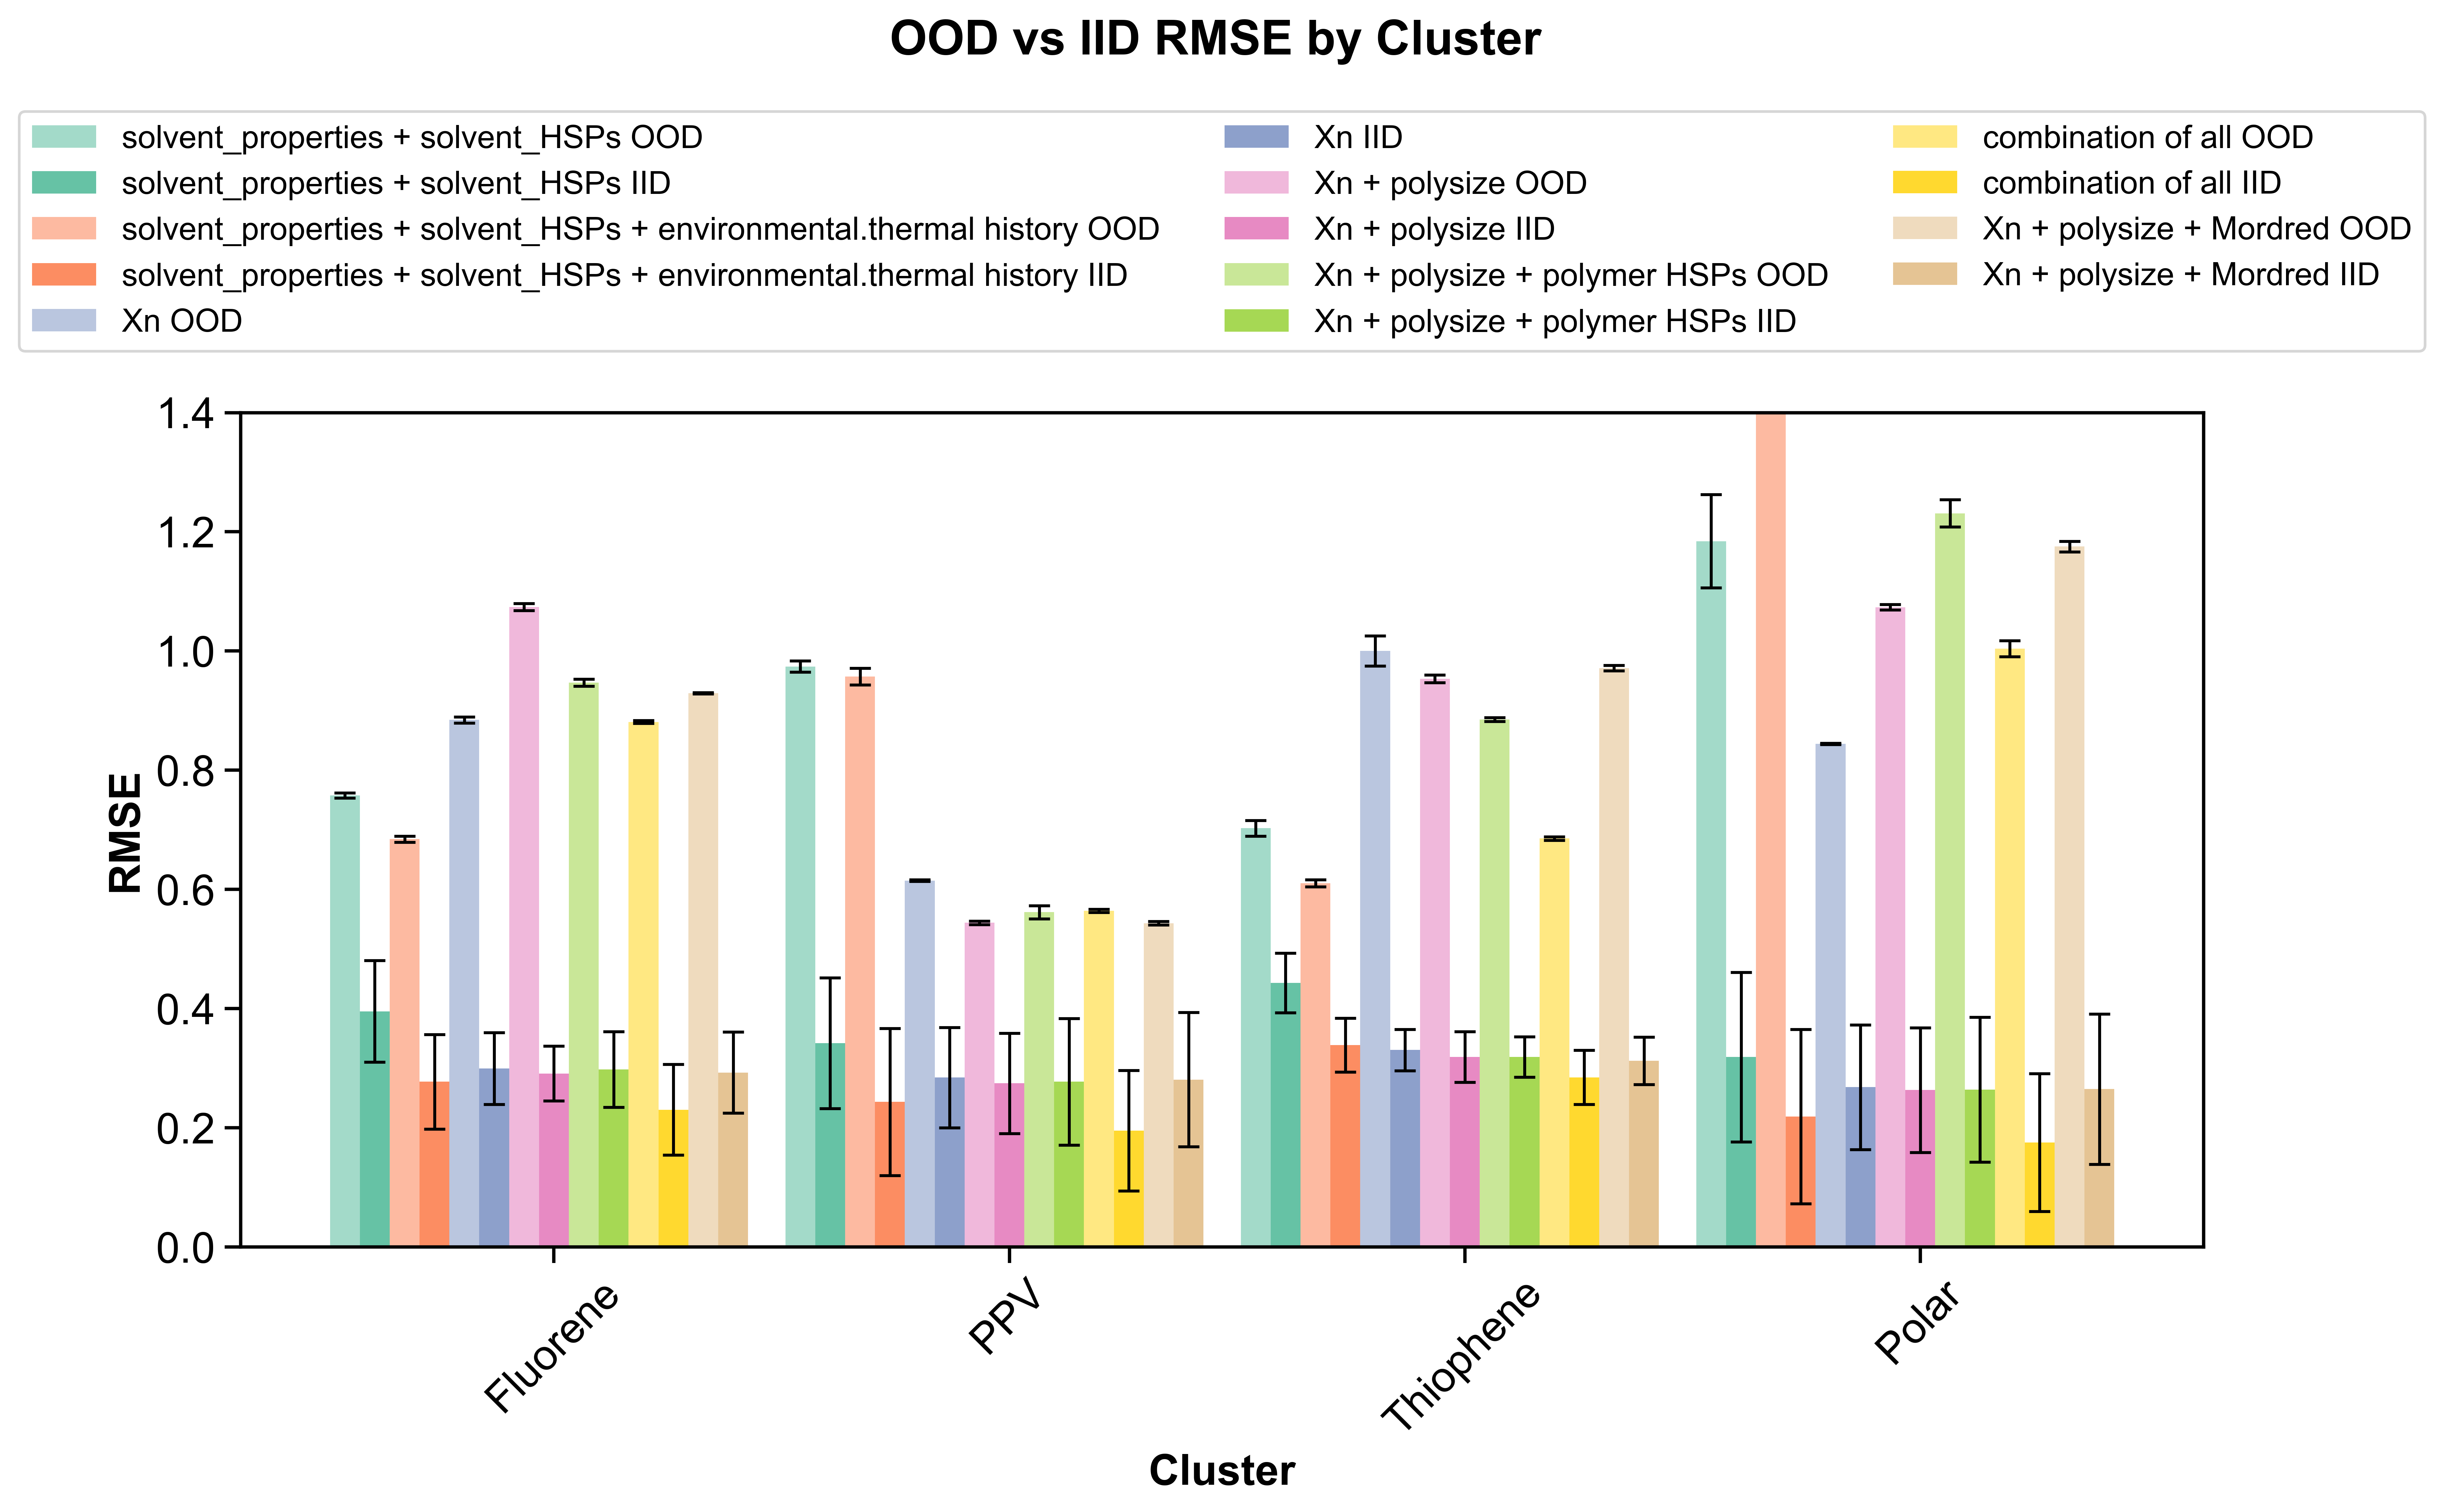 OOD vs IID RMSE by Cluster
solvent_properties + solvent_HSPs OOD
solvent_properties + solvent_HSPs IID
solvent_properties + solvent_HSPs + environmental.thermal history OOD
solvent_properties + solvent_HSPs + environmental.thermal history IID
Xn OOD
Xn IID
Xn + polysize OOD
Xn + polysize IID
Xn + polysize + polymer HSPs OOD
Xn + polysize + polymer HSPs IID
combination of all OOD
combination of all IID
Xn + polysize + Mordred OOD
Xn + polysize + Mordred IID
RMSE
1.4
1.2
1.0
0.8
0.6
0.4
0.2
0.0
Fluorene
PPV
Thiophene
Polar
Cluster